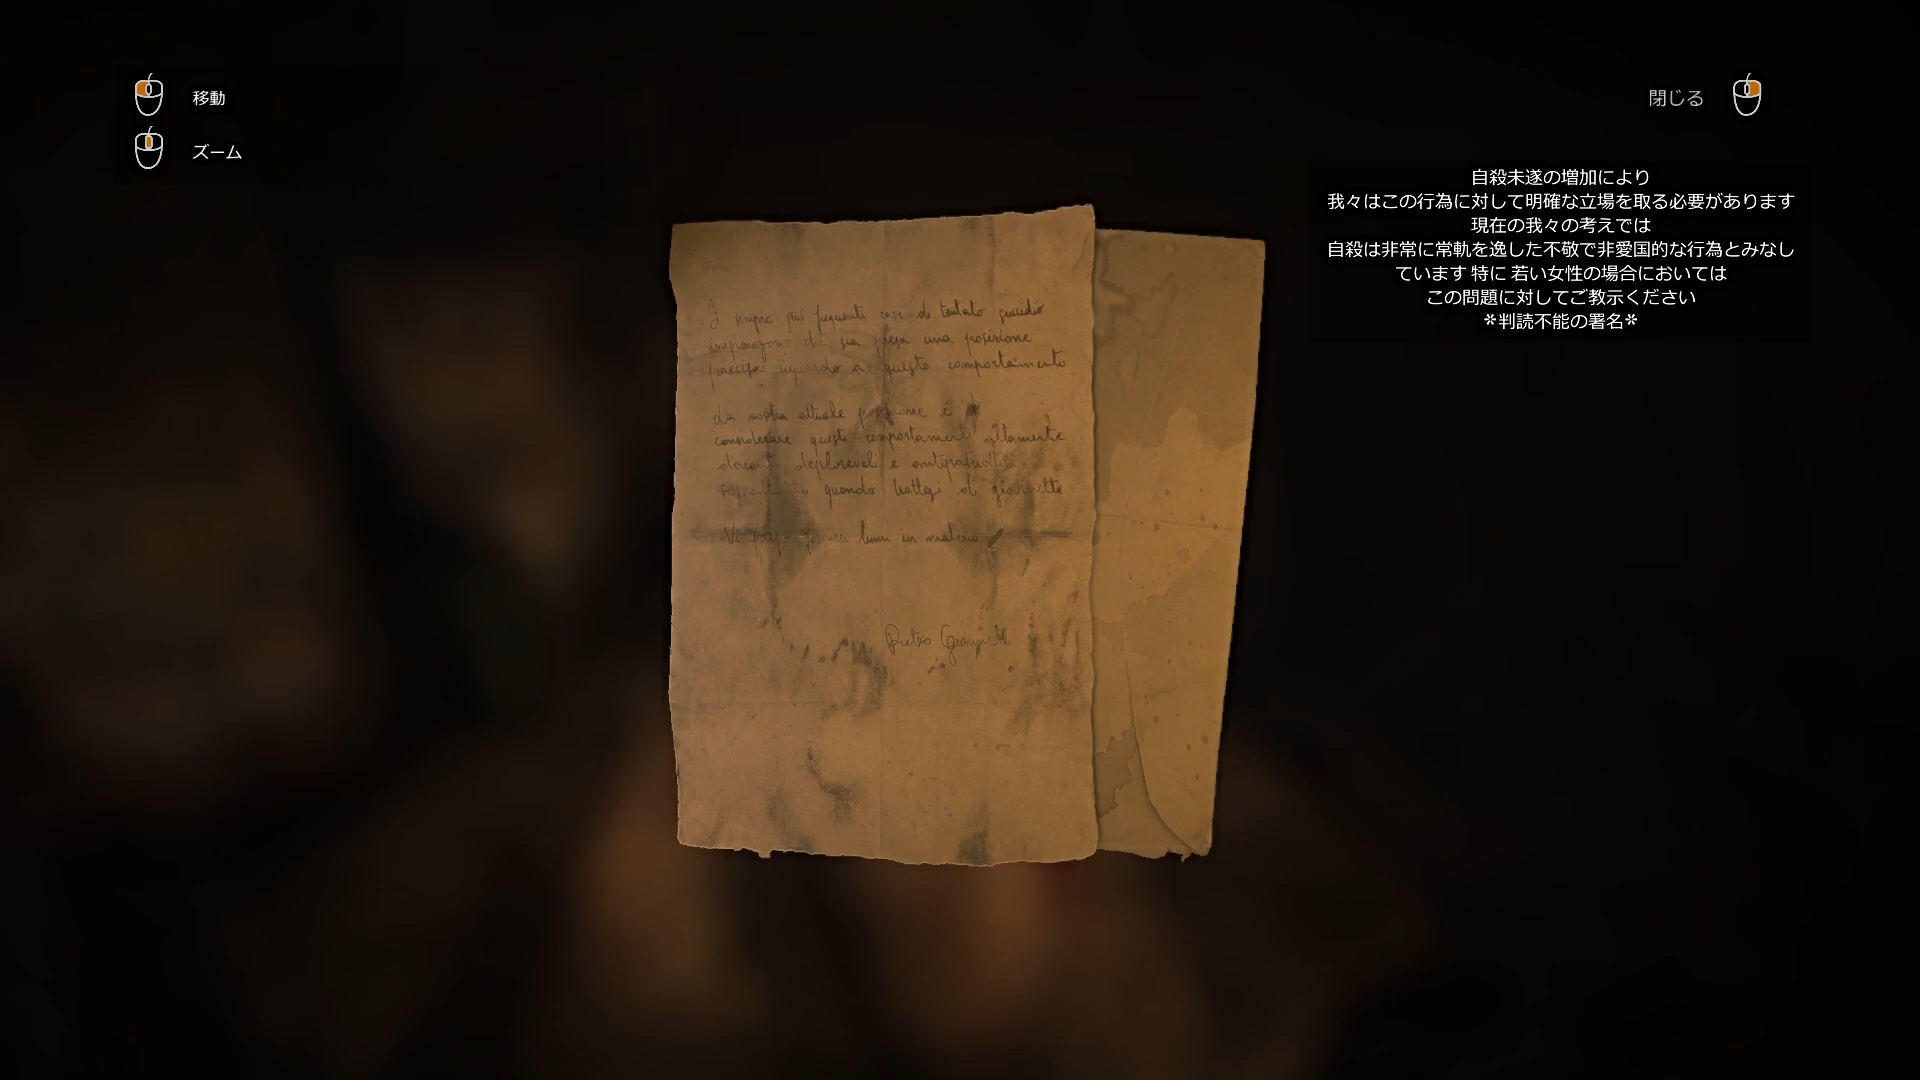 移動
ズーム
閉じる
自殺未遂の増加により
我々はこの行為に対して明確な立場を取る必要があります
現在の我々の考えでは
自殺は非常に常軌を逸した不敬で非愛国的な行為とみなし
ています 特に 若い女性の場合においては
この問題に対してご教示ください
*判読不能の署名*
I sempre più frequenti casi di tentato suicidio
impongono che sia presa una posizione
precisa riguardo a questo comportamento
La nostra attuale posizione è di
considerare questi comportamenti altamente
devianti, deplorevoli e antipatriottici
soprattutto quando trattasi di giovinette
Vi fornire lumi in materia
Pietro